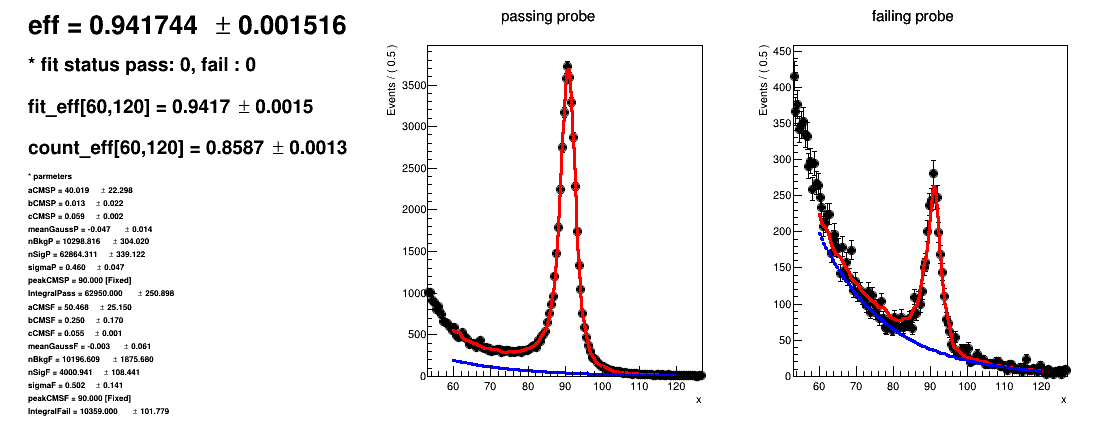 eff = 0.941744 ± 0.001516
* fit status pass: 0, fail : 0
fit_eff[60,120] = 0.9417 ± 0.0015
count_eff[60,120] = 0.8587 ± 0.0013
* parmeters
aCMSP = 40.019 ± 22.298
bCMSP = 0.013 ± 0.022
cCMSP = 0.059 ± 0.002
meanGaussP = -0.047 ± 0.014
nBkgP = 10298.816 ± 304.020
nSigP = 62864.311 ± 339.122
sigmaP = 0.460 ± 0.047
peakCMSP = 90.000 [Fixed]
IntegralPass = 62950.000 ± 250.898
aCMSF = 50.468 ± 25.150
bCMSF = 0.250 ± 0.170
cCMSF = 0.055 ± 0.001
meanGaussF = -0.003 ± 0.061
nBkgF = 10196.609 ± 1875.680
nSigF = 4000.941 ± 108.441
sigmaF = 0.502 ± 0.141
peakCMSF = 90.000 [Fixed]
IntegralFail = 10359.000 ± 101.779
passing probe
Events / ( 0.5 )
3500
3000
2500
2000
1500
1000
500
0
60 70 80 90 100 110 120
x
failing probe
Events / ( 0.5 )
450
400
350
300
250
200
150
100
50
0
60 70 80 90 100 110 120
x